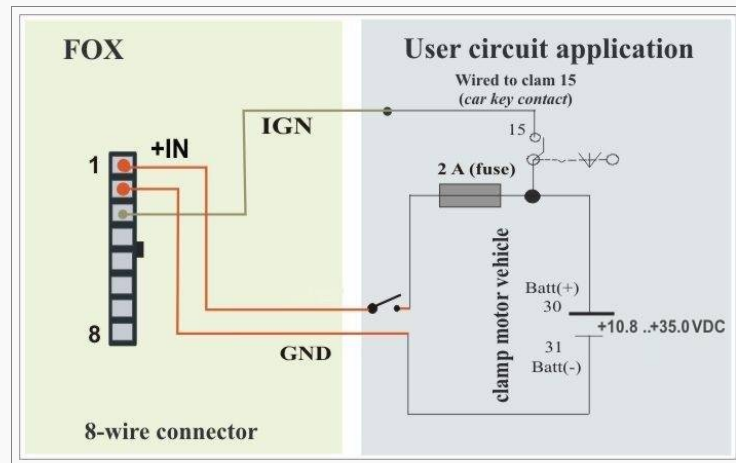 FOX
User circuit application
Wired to clam 15
(car key contact)
IGN
15
+IN
1
2 A (fuse)
clamp motor vehicle
Batt(+)
30
+10.8 ..+35.0 VDC
31
Batt(-)
8
GND
8-wire connector